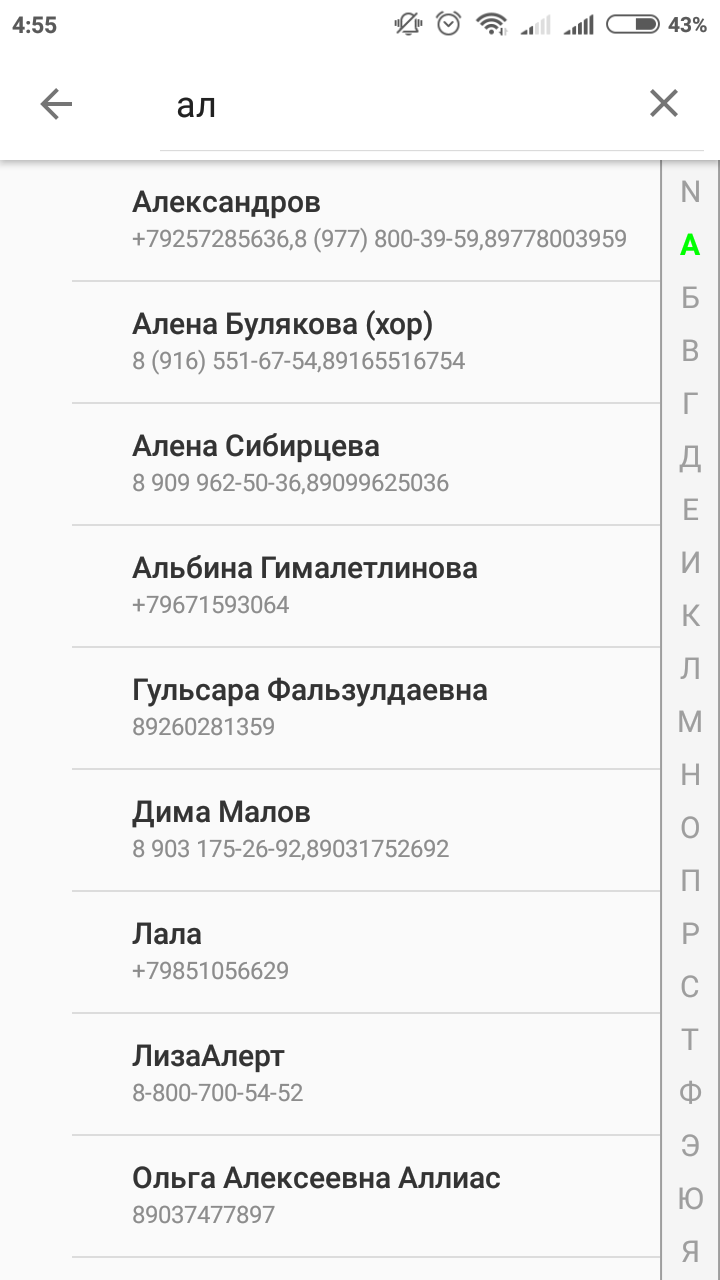 4:55
43%
ал
Александров
+79257285636,8 (977) 800-39-59,89778003959
Алена Булякова (хор)
8 (916) 551-67-54,89165516754
Алена Сибирцева
8 909 962-50-36,89099625036
Альбина Гималетлинова
+79671593064
Гульсара Фальзулдаевна
89260281359
Дима Малов
8 903 175-26-92,89031752692
Лала
+79851056629
ЛизаАлерт
8-800-700-54-52
Ольга Алексеевна Аллиас
89037477897
N
А
Б
В
Г
Д
Е
И
К
Л
М
Н
О
П
Р
С
Т
Ф
Э
Ю
Я